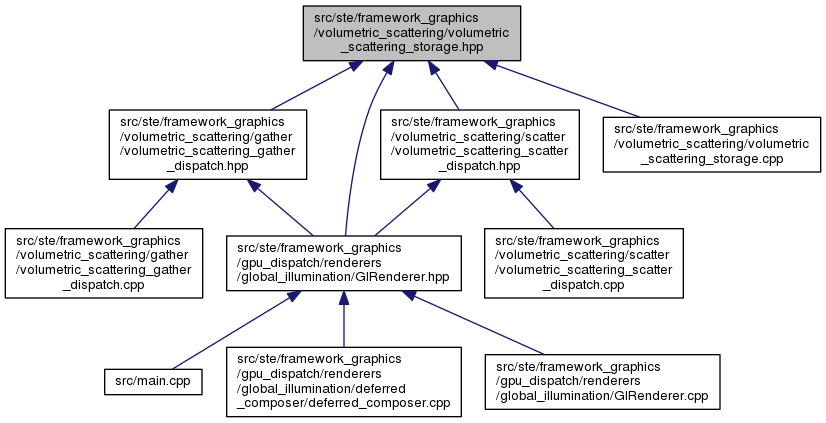 src/ste/framework_graphics
/volumetric_scattering/volumetric
_scattering_storage.hpp
src/ste/framework_graphics
/volumetric_scattering/gather
/volumetric_scattering_gather
_dispatch.hpp
src/ste/framework_graphics
/volumetric_scattering/scatter
/volumetric_scattering_scatter
_dispatch.hpp
src/ste/framework_graphics
/volumetric_scattering/volumetric
_scattering_storage.cpp
src/ste/framework_graphics
/volumetric_scattering/gather
/volumetric_scattering_gather
_dispatch.cpp
src/ste/framework_graphics
/gpu_dispatch/renderers
/global_illumination/GIRenderer.hpp
src/ste/framework_graphics
/volumetric_scattering/scatter
/volumetric_scattering_scatter
_dispatch.cpp
src/main.cpp
src/ste/framework_graphics
/gpu_dispatch/renderers
/global_illumination/deferred
_composer/deferred_composer.cpp
src/ste/framework_graphics
/gpu_dispatch/renderers
/global_illumination/GIRenderer.cpp